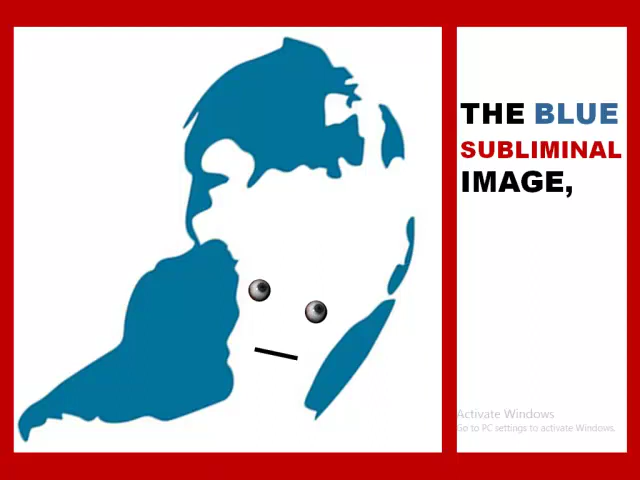 THE BLUE
SUBLIMINAL
IMAGE,
Activate Windows
Go to PC settings to activate Windows.